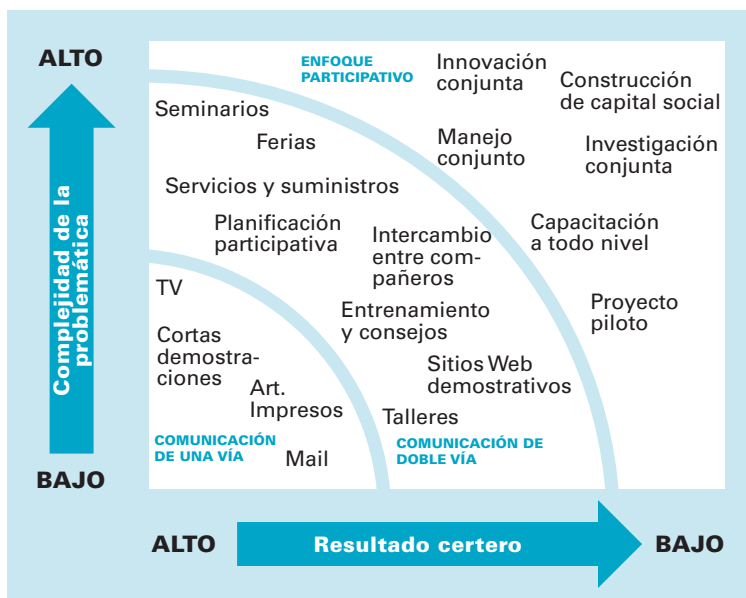 ALTO
Complejidad de la
problemática
BAJO
ENFOQUE
PARTICIPATIVO
Innovación
conjunta
Construcción
de capital social
Seminarios
Ferias
Manejo
conjunto
Investigación
conjunta
Servicios y suministros
Planificación
participativa
Intercambio
entre com-
pañeros
Capacitación
a todo nivel
TV
Entrenamiento
y consejos
Proyecto
piloto
Cortas
demostra-
ciones
Art.
Impresos
Sitios Web
demostrativos
Talleres
COMUNICACIÓN
DE UNA VÍA
Mail
COMUNICACIÓN DE
DOBLE VÍA
ALTO
Resultado certero
BAJO